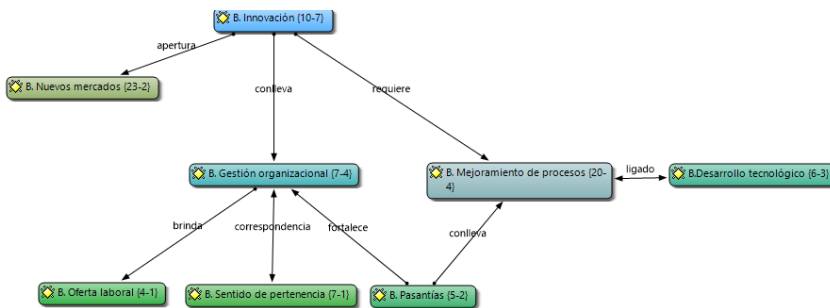 B. Innovación {10-7}
apertura
B. Nuevos mercados {23-2}
conlleva
requiere
B. Gestión organizacional {7-4}
B. Mejoramiento de procesos {20-
4}
ligado
B.Desarrollo tecnológico {6-3}
brinda
correspondencia
fortalece
conlleva
B. Oferta laboral {4-1}
B. Sentido de pertenencia {7-1}
B. Pasantías {5-2}